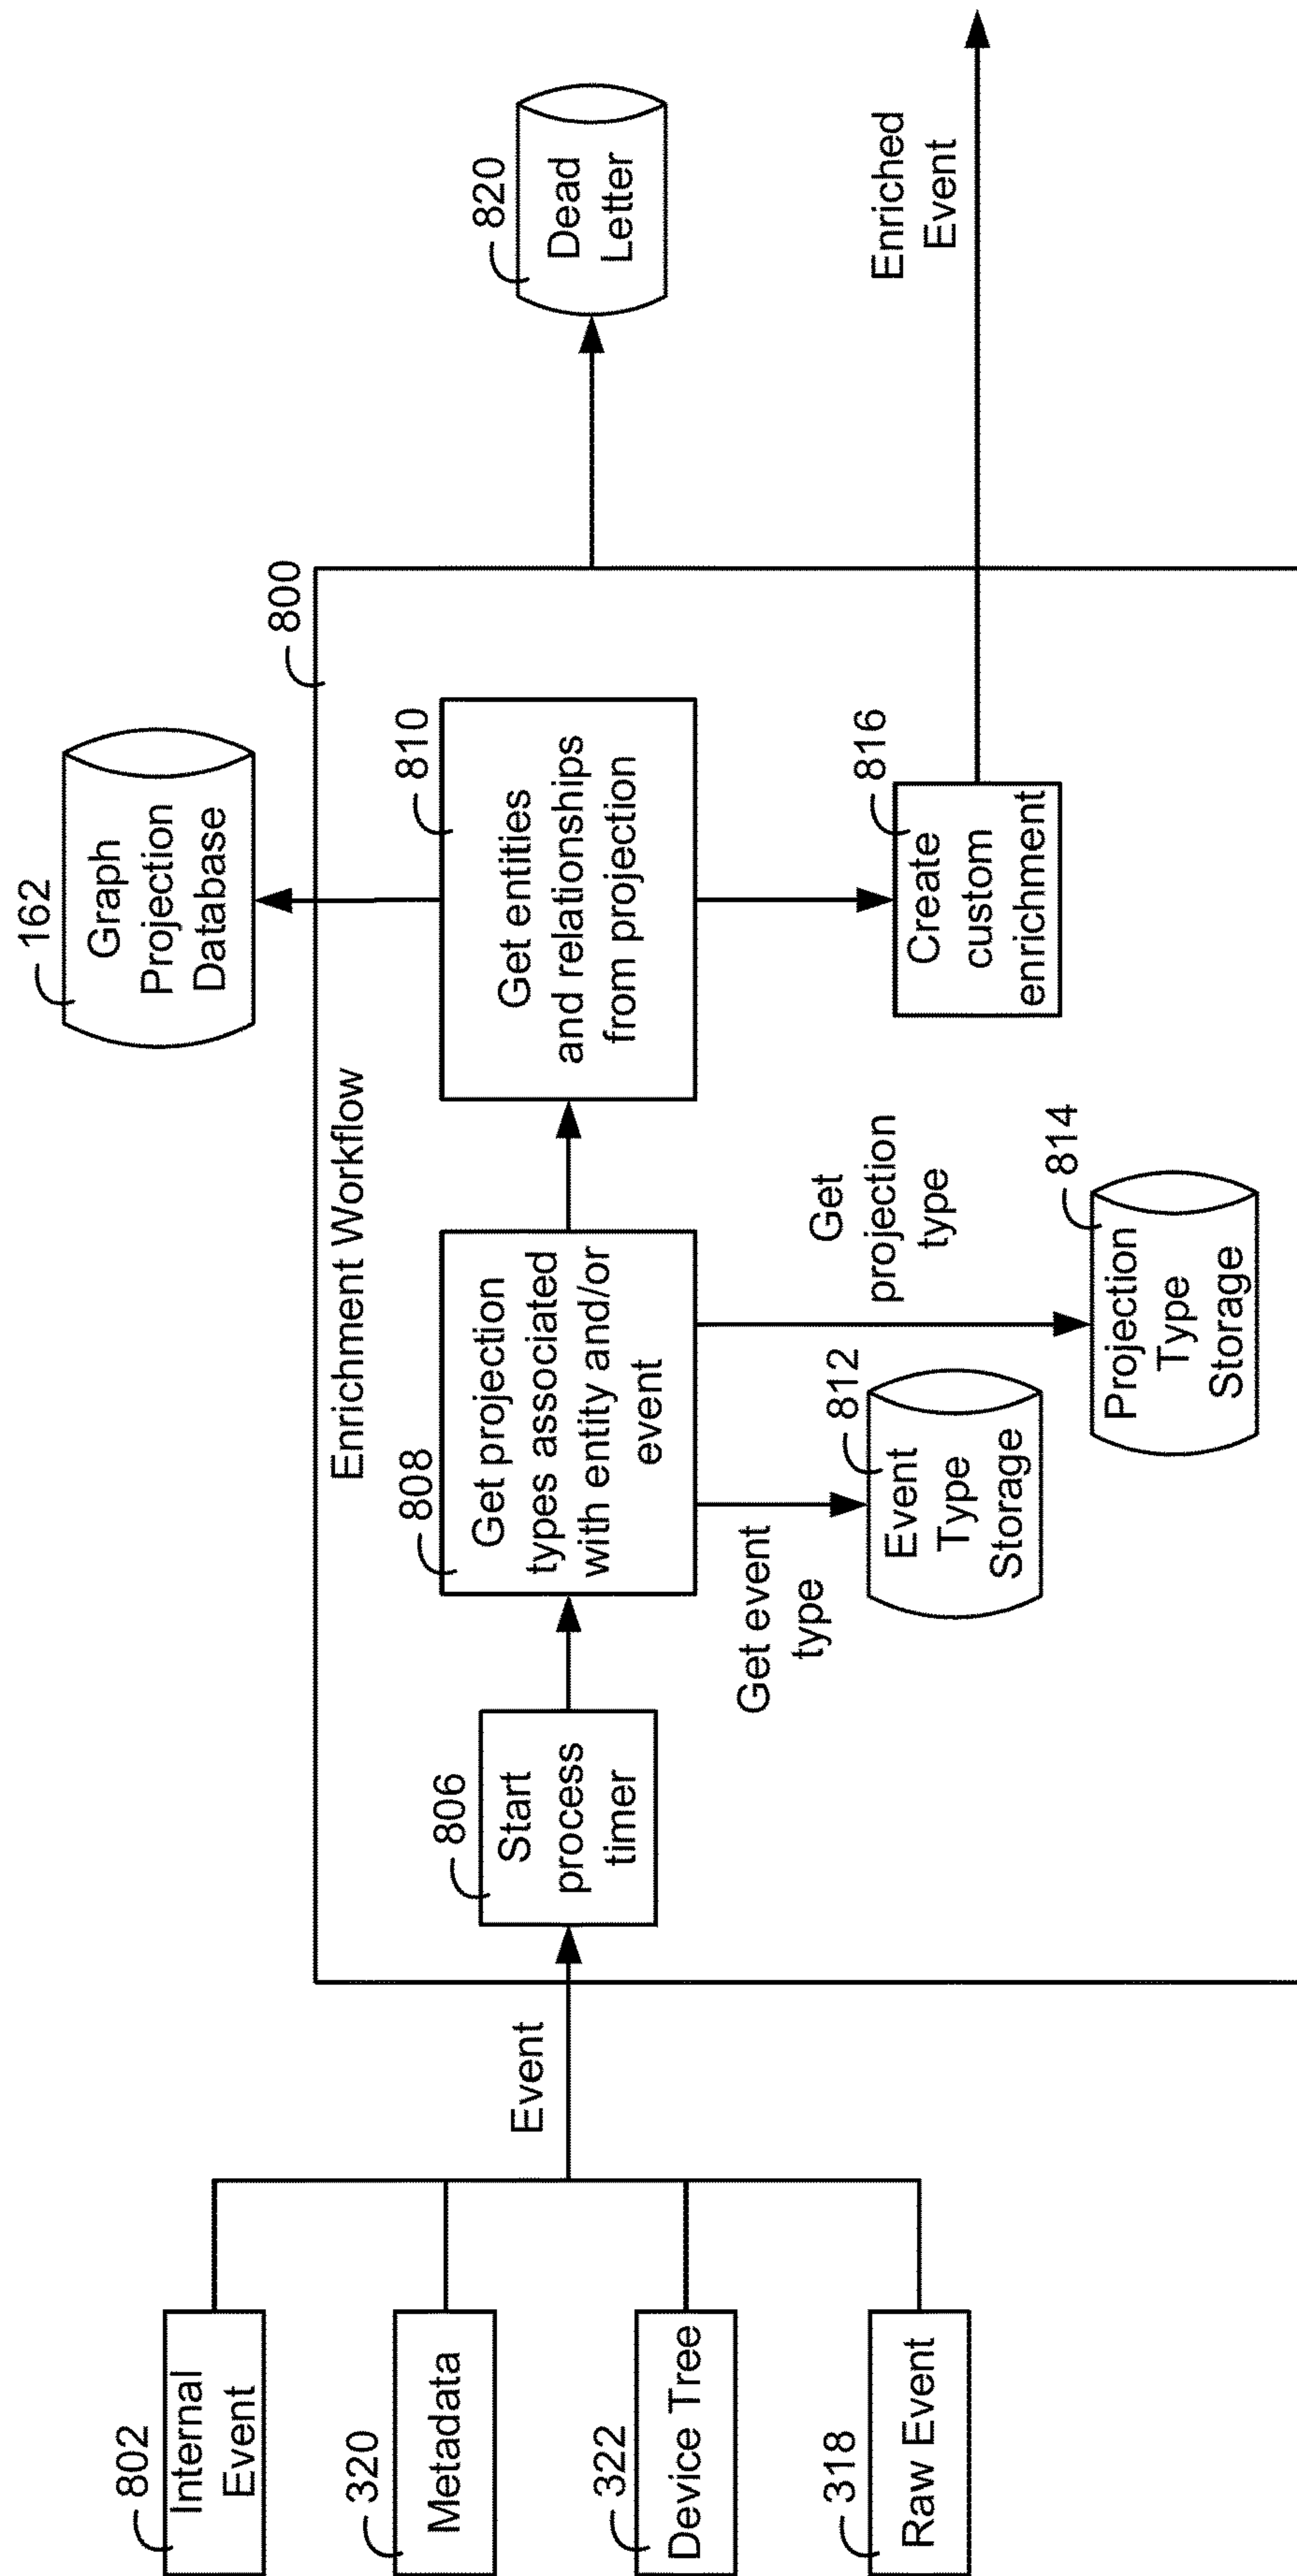 802
Internal
Event
320
Metadata
322
Device Tree
318
Raw Event
Event
800
Enrichment Workflow
806
Start
process
timer
808
Get projection
types associated
with entity and/or
event
Get event
type
812
Event
Type
Storage
Get
projection
type
814
Projection
Type
Storage
162
Graph
Projection
Database
810
Get entities
and relationships
from projection
816
Create
custom
enrichment
820
Dead
Letter
Enriched
Event